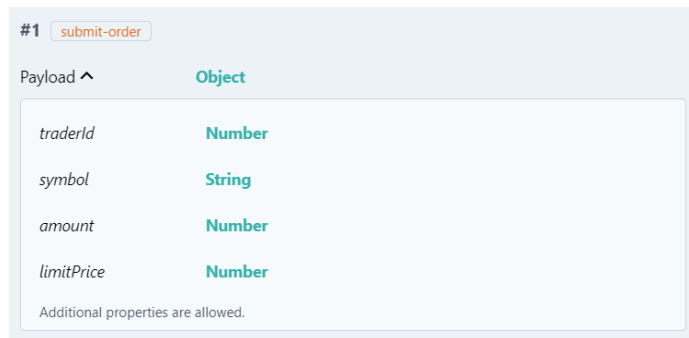 #1 submit-order
Payload Object
traderId Number
symbol String
amount Number
limitPrice Number
Additional properties are allowed.